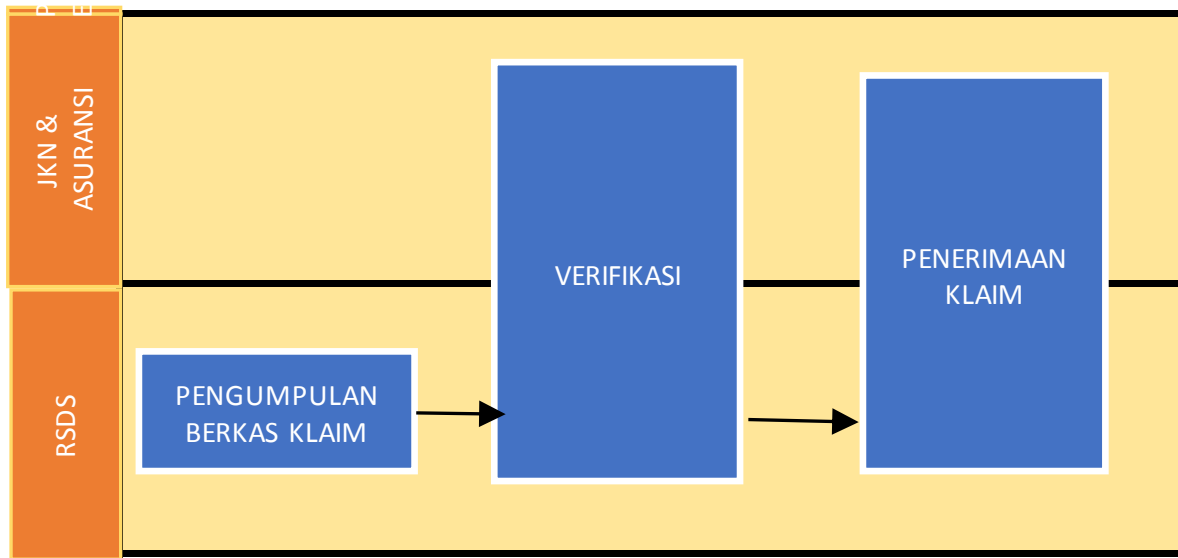 JKN &
ASURANSI
VERIFIKASI
PENERIMAAN
KLAIM
RSDS
PENGUMPULAN
BERKAS KLAIM